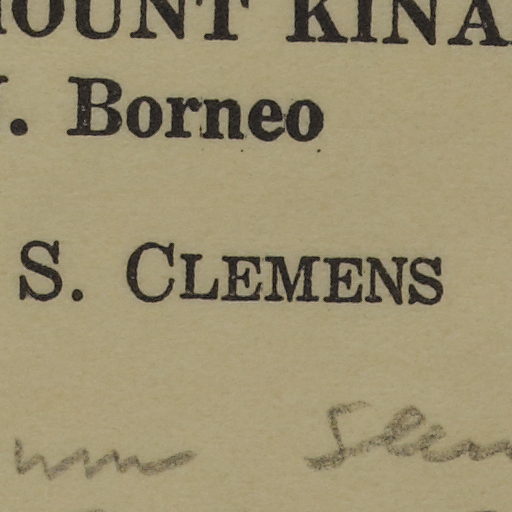 OUNT KINA
. Borneo
S. CLEMENS